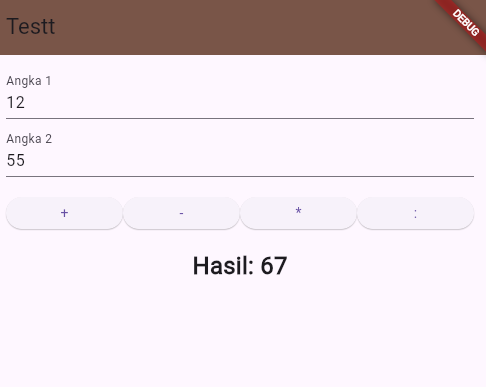 Testt
DEBUG
Angka 1
12
Angka 2
55
+ - * :
Hasil: 67